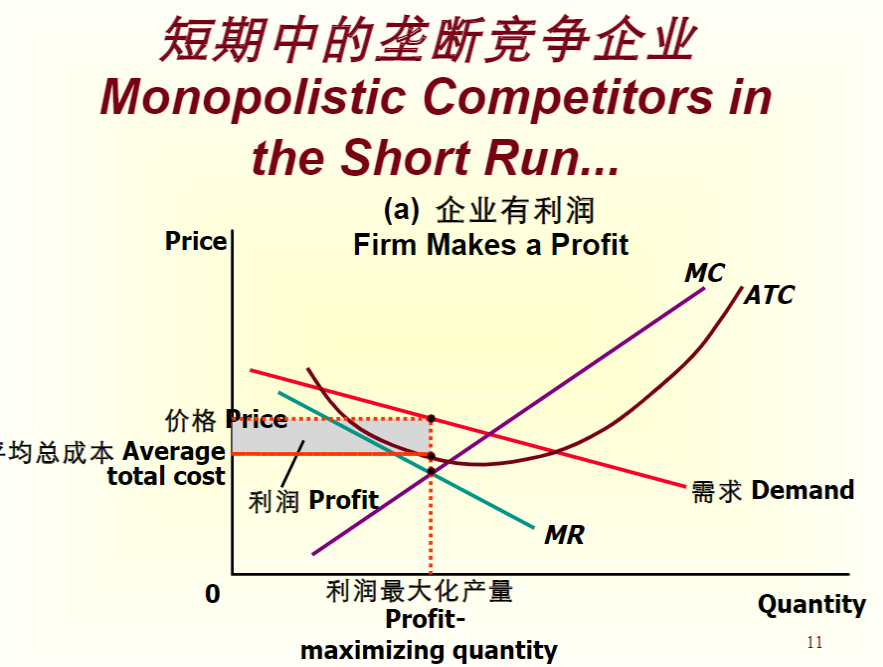 短期中的垄断竞争企业
Monopolistic Competitors in
the Short Run...
(a) 企业有利润
Firm Makes a Profit
Price
MC
ATC
价格 Price
平均总成本 Average
total cost
利润 Profit
需求 Demand
MR
0
利润最大化产量
Profit-
maximizing quantity
Quantity
11